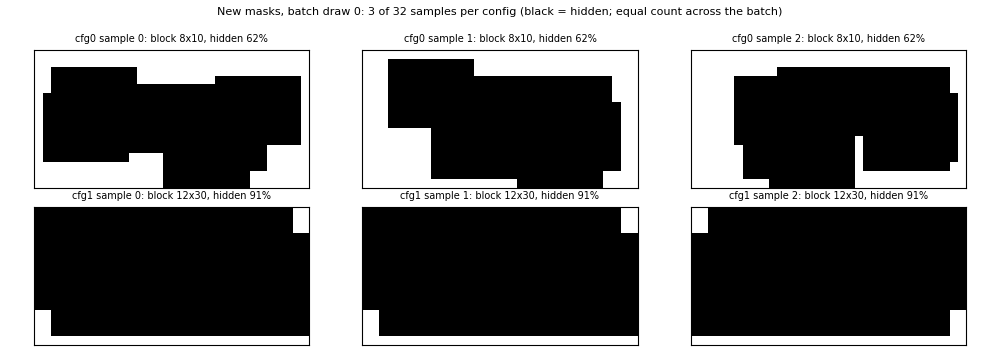 New masks, batch draw 0: 3 of 32 samples per config (black = hidden; equal count across the batch)
cfg0 sample 0: block 8x10, hidden 62%
cfg0 sample 1: block 8x10, hidden 62%
cfg0 sample 2: block 8x10, hidden 62%
cfg1 sample 0: block 12x30, hidden 91%
cfg1 sample 1: block 12x30, hidden 91%
cfg1 sample 2: block 12x30, hidden 91%